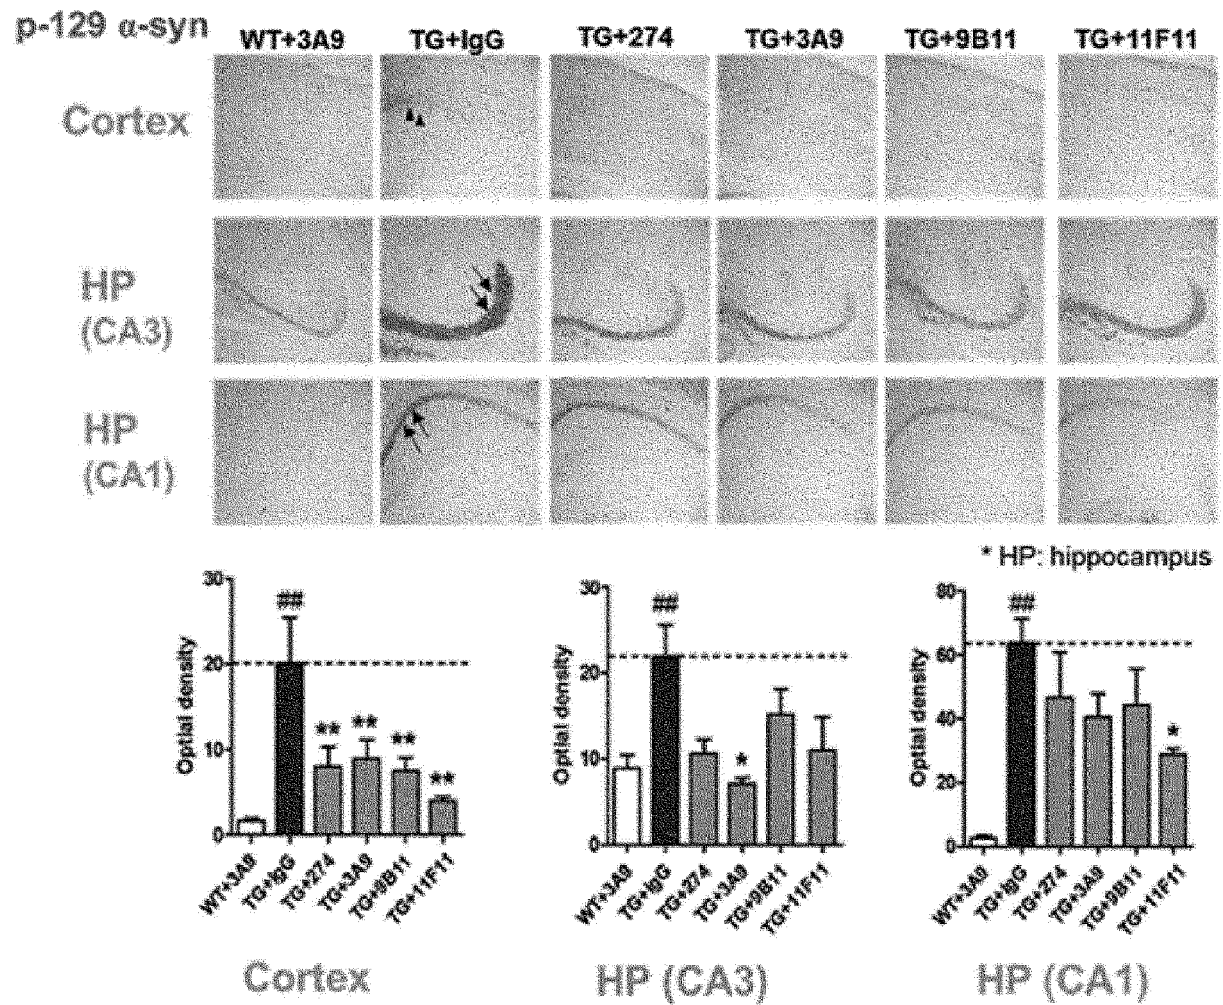 p-129 α-syn
WT+3A9 TG+IgG TG+274 TG+3A9 TG+9B11 TG+11F11
Cortex
HP
(CA3)
HP
(CA1)
* HP: hippocampus
Optial density
30
20
10
0
##
**
**
**
**
WT+3A9
TG+IgG
TG+274
TG+3A9
TG+9B11
TG+11F11
Cortex
Optial density
30
20
10
0
##
*
WT+3A9
TG+IgG
TG+274
TG+3A9
TG+9B11
TG+11F11
HP (CA3)
Optial density
80
60
40
20
0
##
*
WT+3A9
TG+IgG
TG+274
TG+3A9
TG+9B11
TG+11F11
HP (CA1)